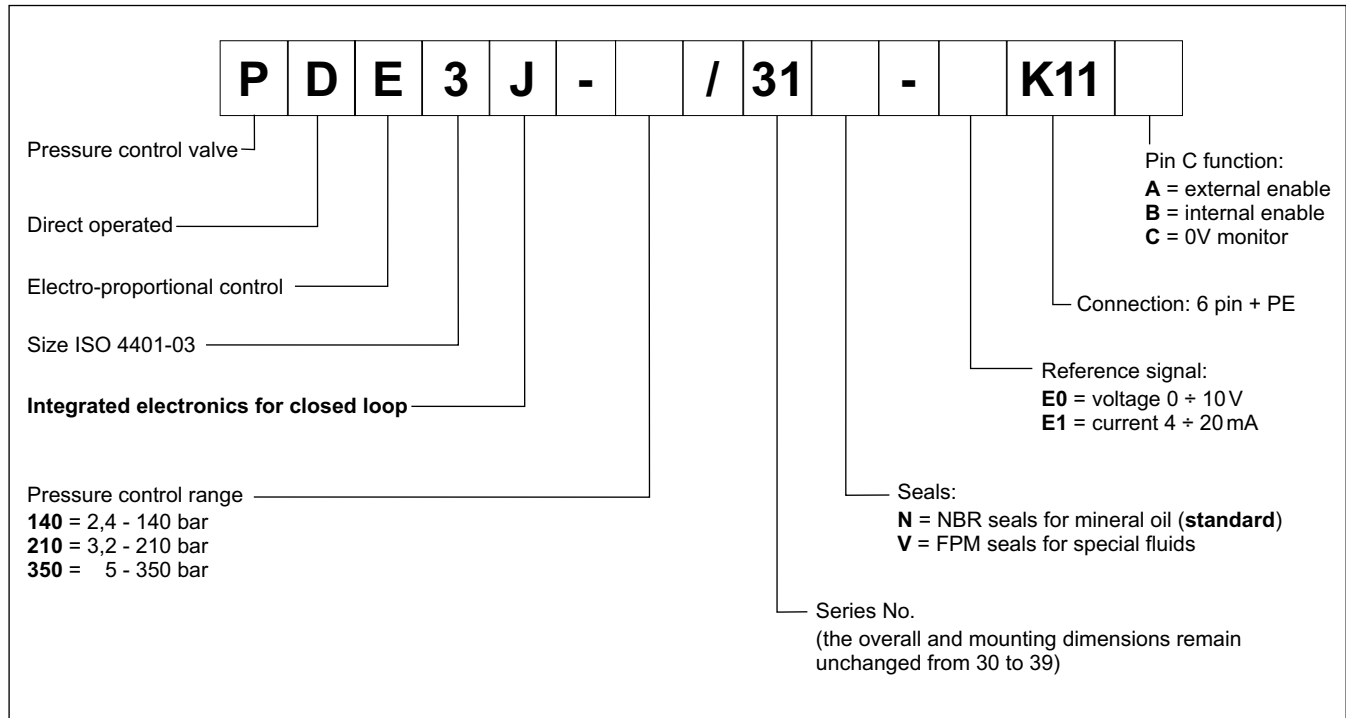 P D E 3 J - / 31 - K11
Pressure control valve
Direct operated
Electro-proportional control
Size ISO 4401-03
Integrated electronics for closed loop
Pressure control range
140 = 2,4 - 140 bar
210 = 3,2 - 210 bar
350 = 5 - 350 bar
Pin C function:
A = external enable
B = internal enable
C = 0V monitor
Connection: 6 pin + PE
Reference signal:
E0 = voltage 0 ÷ 10 V
E1 = current 4 ÷ 20 mA
Seals:
N = NBR seals for mineral oil (standard)
V = FPM seals for special fluids
Series No.
(the overall and mounting dimensions remain
unchanged from 30 to 39)